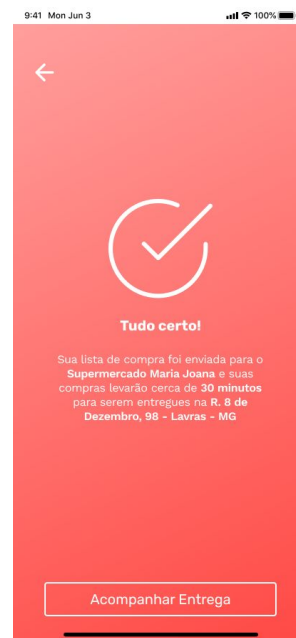 9:41 Mon Jun 3 100%
Tudo certo!
Sua lista de compra foi enviada para o
Supermercado Maria Joana e suas
compras levarão cerca de 30 minutos
para serem entregues na R. 8 de
Dezembro, 98 - Lavras - MG
Acompanhar Entrega